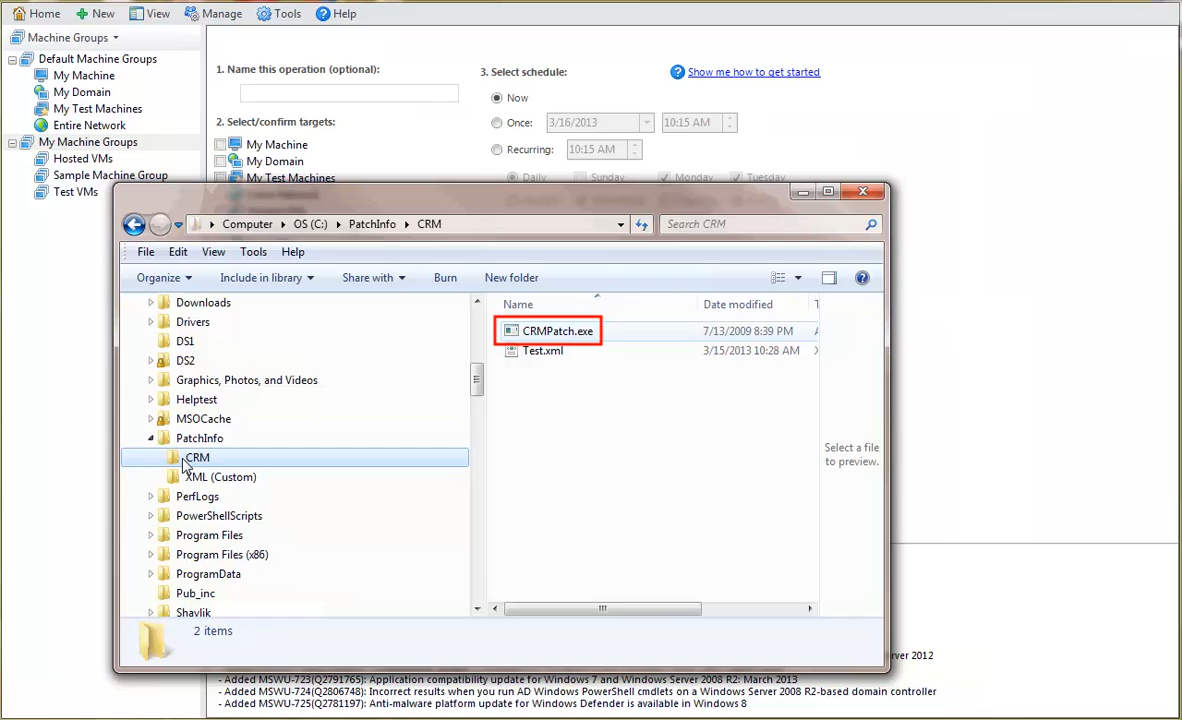 Home New View Manage Tools Help
Machine Groups
Default Machine Groups
My Machine
My Domain
My Test Machines
Entire Network
My Machine Groups
Hosted VMs
Sample Machine Group
Test VMs
1. Name this operation (optional):
2. Select/confirm targets:
My Machine
My Domain
My Test Machines
3. Select schedule:
Now
Once: 3/16/2013 10:15 AM
Recurring: 10:15 AM
Daily Sunday Monday Tuesday
Show me how to get started
Computer OS (C:) PatchInfo CRM
Search CRM
File Edit View Tools Help
Organize Include in library Share with Burn New folder
Downloads
Drivers
DS1
DS2
Graphics, Photos, and Videos
Helptest
MSOCache
PatchInfo
CRM
XML (Custom)
PerfLogs
PowerShellScripts
Program Files
Program Files (x86)
ProgramData
Pub_inc
Shavlik
Name Date modified
CRMPatch.exe 7/13/2009 8:39 PM
Test.xml 3/15/2013 10:28 AM
Select a file
to preview.
2 items
rver 2012
- Added MSWU-723(Q2791765): Application compatibility update for Windows 7 and Windows Server 2008 R2: March 2013
- Added MSWU-724(Q2806748): Incorrect results when you run AD Windows PowerShell cmdlets on a Windows Server 2008 R2-based domain controller
- Added MSWU-725(Q2781197): Anti-malware platform update for Windows Defender is available in Windows 8